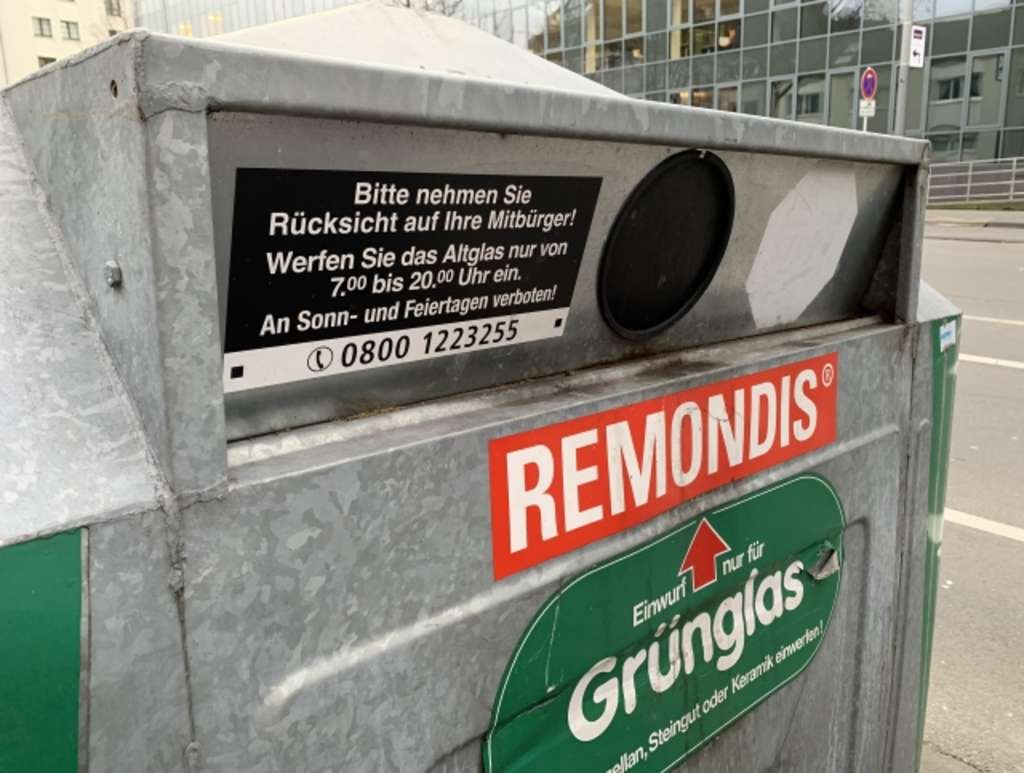 Bitte nehmen Sie
Rücksicht auf Ihre Mitbürger!
Werfen Sie das Altglas nur von
7.00 bis 20.00 Uhr ein.
An Sonn- und Feiertagen verboten!
0800 1223255
REMONDIS®
Einwurf nur für
Grünglas
Steingut oder Keramik einwerfen!